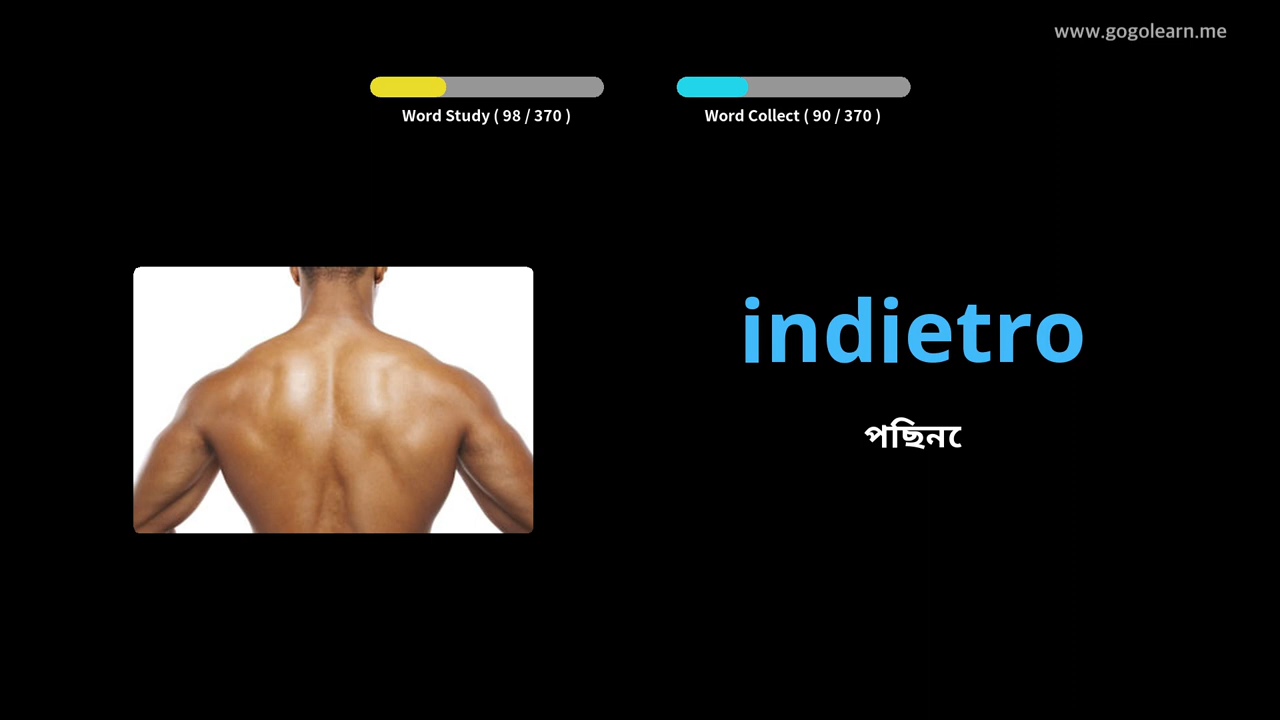 www.gogolearn.me
Word Study ( 98 / 370 )
Word Collect ( 90 / 370 )
indietro
পছিনে